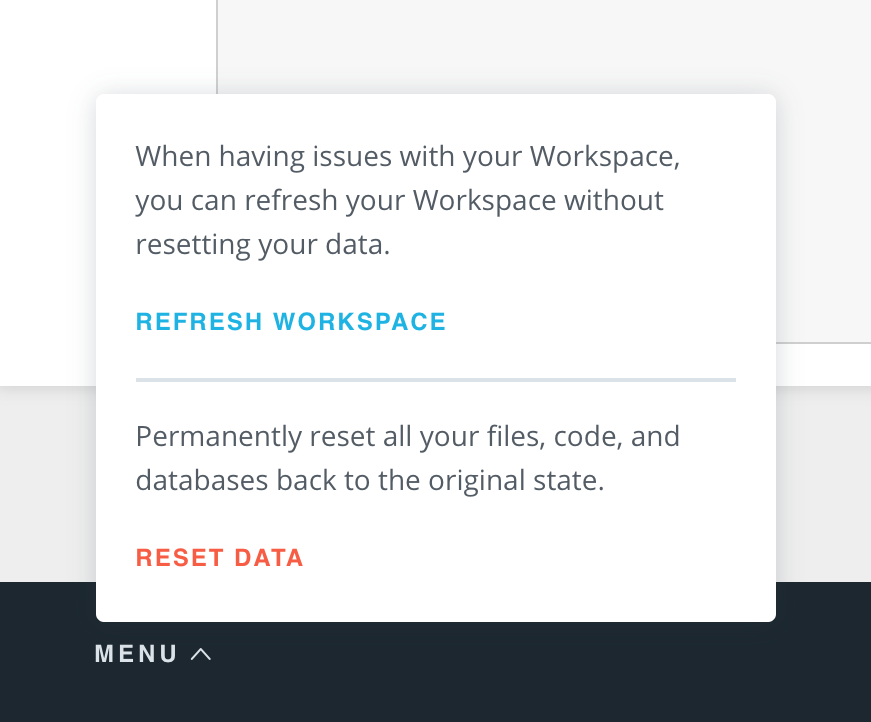 When having issues with your Workspace,
you can refresh your Workspace without
resetting your data.
REFRESH WORKSPACE
Permanently reset all your files, code, and
databases back to the original state.
RESET DATA
MENU